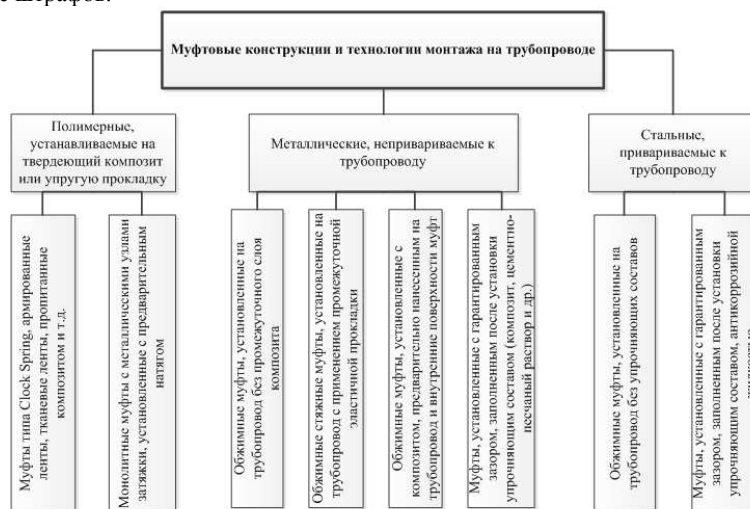 штрафов.
Муфтовые конструкции и технологии монтажа на трубопроводе
Полимерные,
устанавливаемые на
твердеющий композит
или упругую прокладку
Металлические, непривариваемые к
трубопроводу
Стальные,
привариваемые к
трубопроводу
Муфты типа Clock Spring, армированные
ленты, тканевые ленты, пропитанные
композитом и т.д.
Монолитные муфты с металлическими узлами
затяжки, установленные с предварительным
натягом
Обжимные муфты, установленные на
трубопровод без промежуточного слоя
композита
Обжимные стяжные муфты, установленные на
трубопровод с применением промежуточной
эластичной прокладки
Обжимные муфты, установленные с
композитом, предварительно нанесенным на
трубопровод и внутренние поверхности муфт
Муфты, установленные с гарантированным
зазором, заполненным после установки
упрочняющим составом (композит, цементно-
песчаный раствор и др.)
Обжимные муфты, установленные на
трубопровод без упрочняющих составов
Муфты, установленные с гарантированным
зазором, заполненным после установки
упрочняющим составом, антикоррозийной